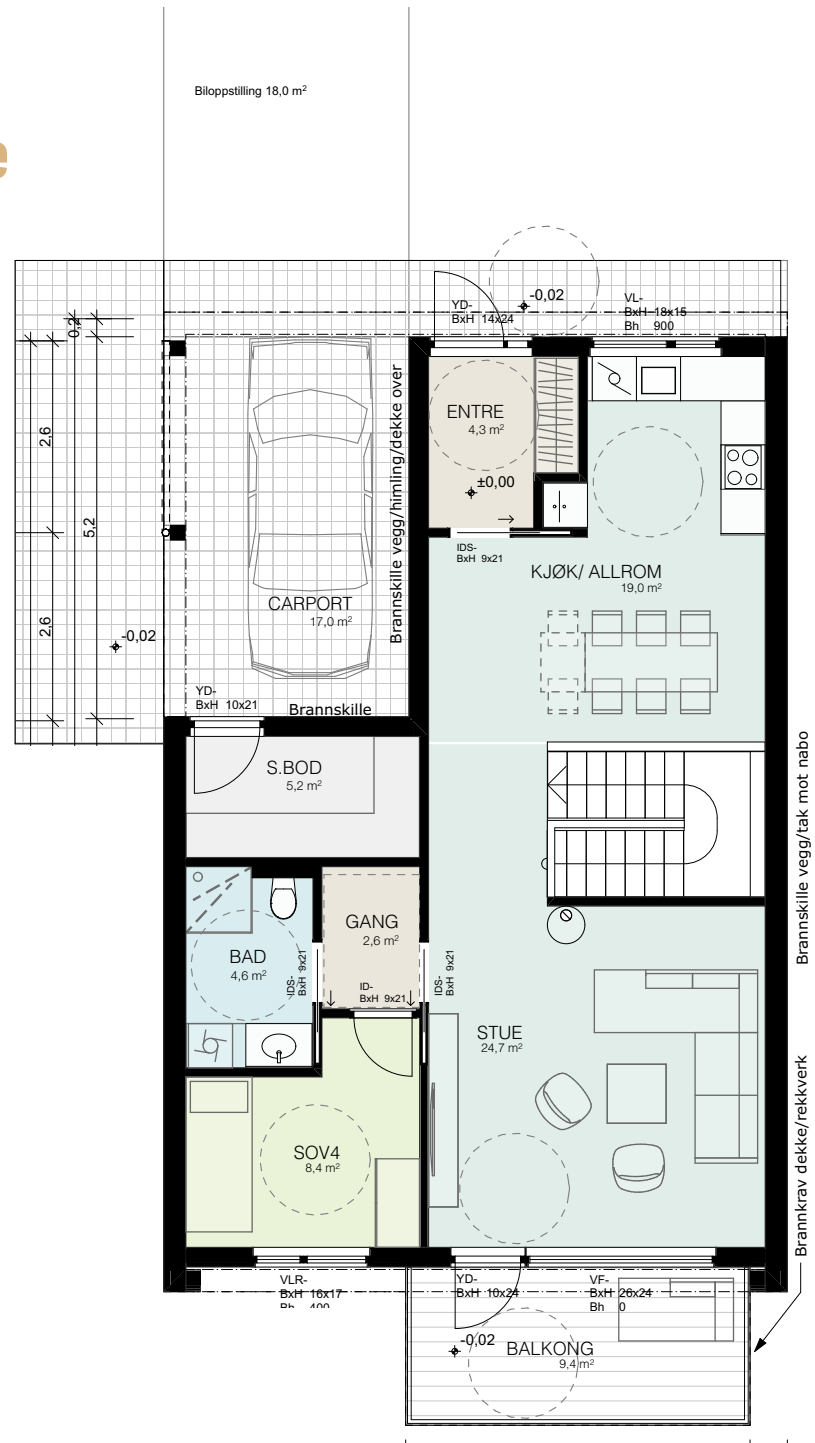 Biloppstilling 18,0 m²
e
-0,02
YD-
BxH 14x24
VL-
BxH 18x15
Bh 900
0,2
2,6
5,2
2,6
-0,02
ENTRE
4,3 m²
±0,00
IDS-
BxH 9x21
KJØK/ ALLROM
19,0 m²
Brannskille vegg/himling/dekke over
CARPORT
17,0 m²
YD-
BxH 10x21
Brannskille
S.BOD
5,2 m²
Brannskille vegg/tak mot nabo
GANG
2,6 m²
BAD
4,6 m²
IDS-
BxH 9x21
ID-
BxH 9x21
IDS-
BxH 9x21
STUE
24,7 m²
SOV4
8,4 m²
Brannkrav dekke/rekkverk
VLR-
BxH 16x17
Bh 400
YD-
BxH 10x24
VF-
BxH 26x24
Bh 0
-0,02
BALKONG
9,4 m²